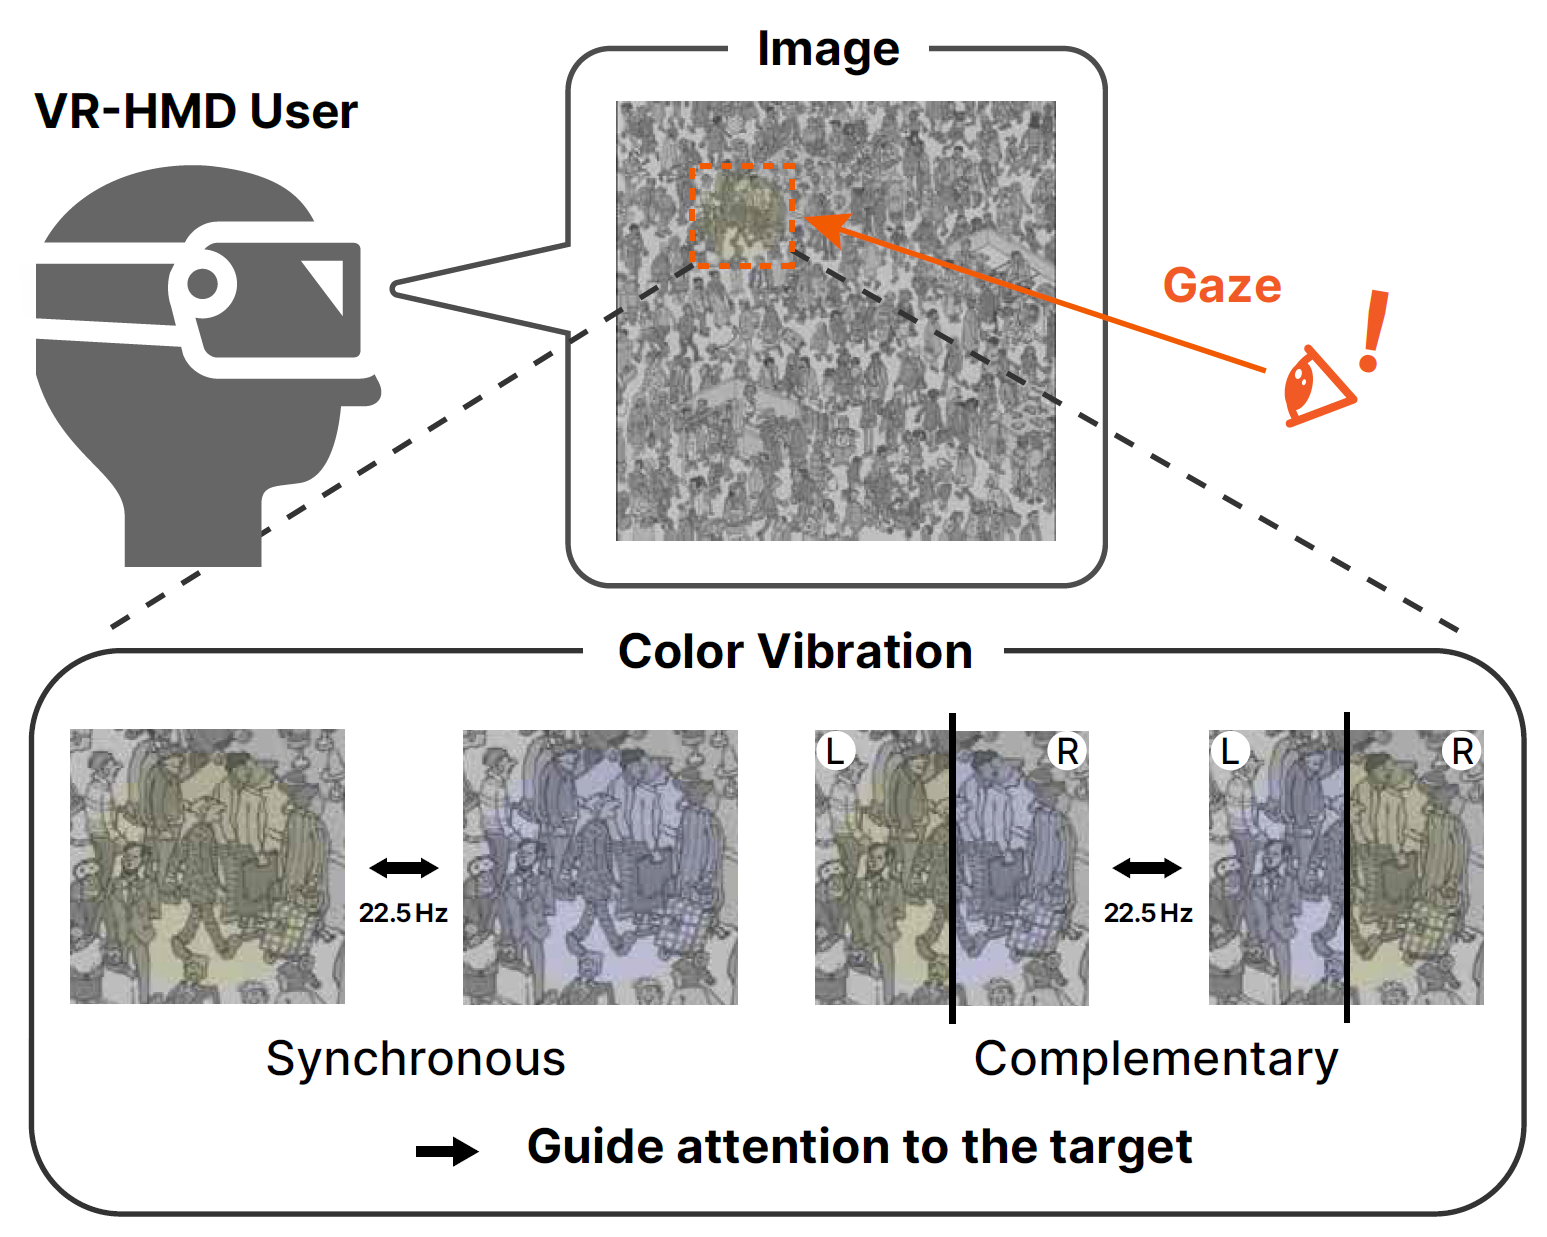 Image
VR-HMD User
Gaze
!
Color Vibration
L
R
L
R
22.5 Hz
22.5 Hz
Synchronous
Complementary
Guide attention to the target